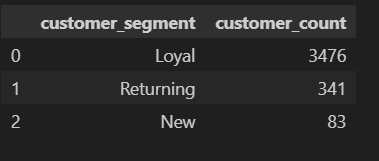 customer_segment customer_count
0 Loyal 3476
1 Returning 341
2 New 83